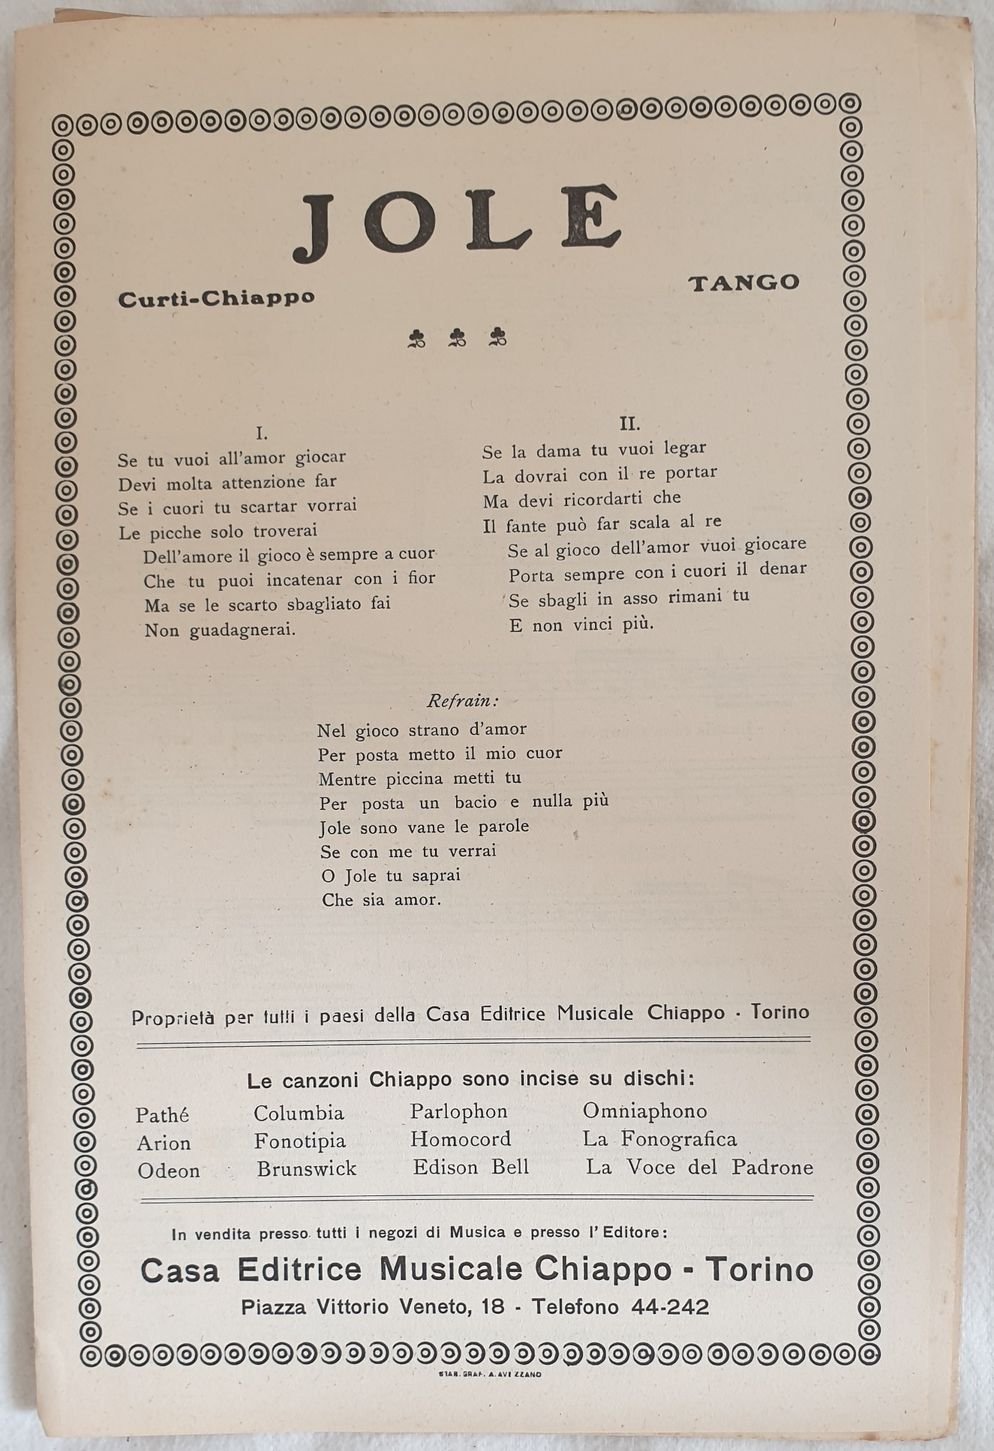 JOLE
Curti-Chiappo
TANGO
I.
Se tu vuoi all'amor giocar
Devi molta attenzione far
Se i cuori tu scartar vorrai
Le picche solo troverai
Dell'amore il gioco è sempre a cuor
Che tu puoi incatenar con i fior
Ma se le scarto sbagliato fai
Non guadagnerai.
II.
Se la dama tu vuoi legar
La dovrai con il re portar
Ma devi ricordarti che
Il fante può far scala al re
Se al gioco dell'amor vuoi giocare
Porta sempre con i cuori il denar
Se sbagli in asso rimani tu
E non vinci più.
Refrain:
Nel gioco strano d'amor
Per posta metto il mio cuor
Mentre piccina metti tu
Per posta un bacio e nulla più
Jole sono vane le parole
Se con me tu verrai
O Jole tu saprai
Che sia amor.
Proprietà per tutti i paesi della Casa Editrice Musicale Chiappo - Torino
Le canzoni Chiappo sono incise su dischi:
Pathé Columbia Parlophon Omniaphono
Arion Fonotipia Homocord La Fonografica
Odeon Brunswick Edison Bell La Voce del Padrone
In vendita presso tutti i negozi di Musica e presso l'Editore:
Casa Editrice Musicale Chiappo - Torino
Piazza Vittorio Veneto, 18 - Telefono 44-242
STAB. GRAF. A. AVEZZANO